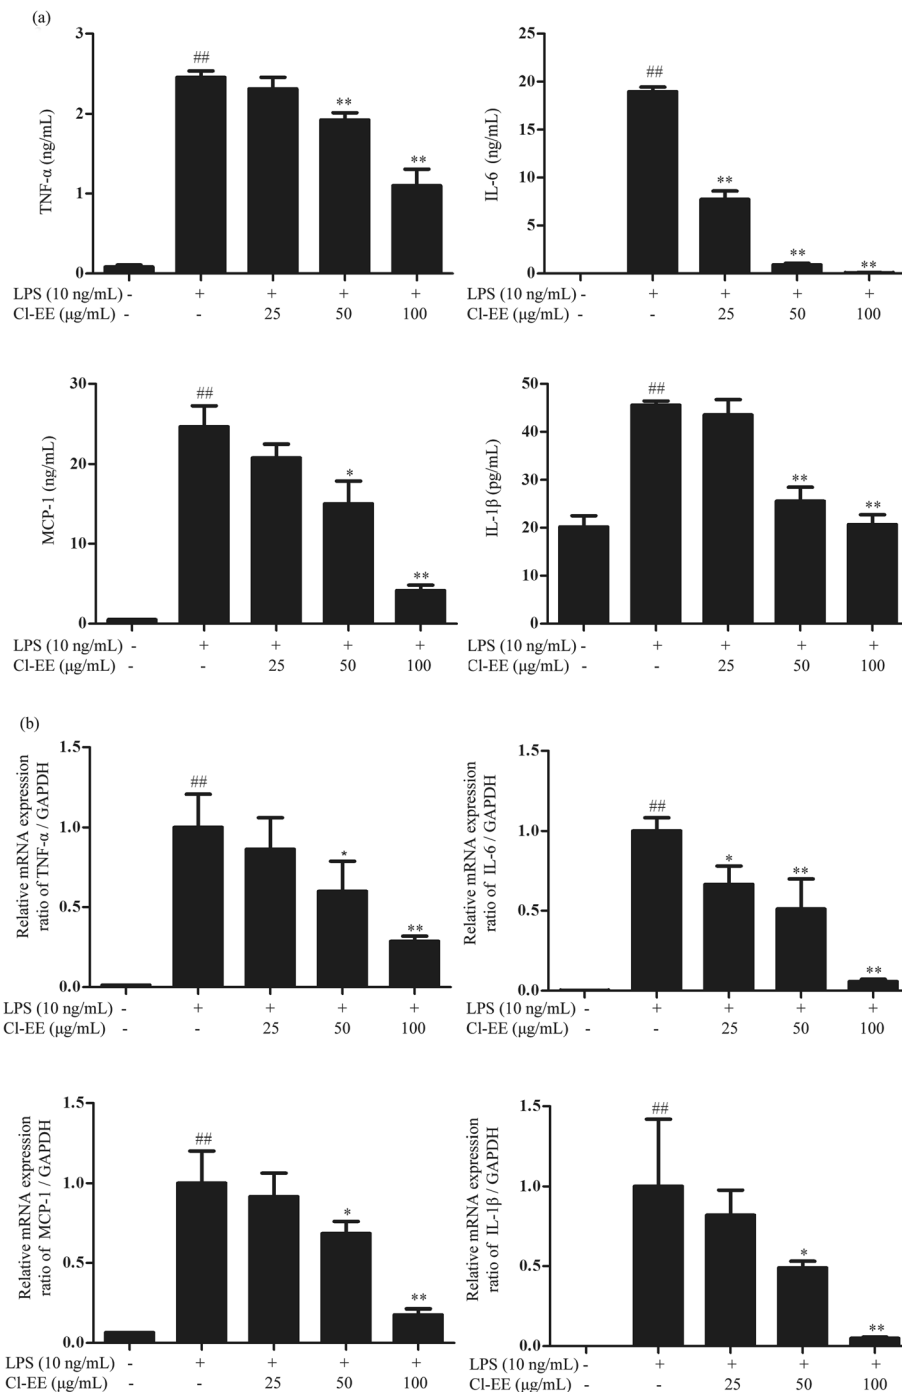 (a)
TNF-α (ng/mL)
3
2
1
0
##
**
**
LPS (10 ng/mL) - + + + +
Cl-EE (μg/mL) - - 25 50 100
IL-6 (ng/mL)
25
20
15
10
5
0
##
**
**
**
LPS (10 ng/mL) - + + + +
Cl-EE (μg/mL) - - 25 50 100
MCP-1 (ng/mL)
30
20
10
0
##
*
**
LPS (10 ng/mL) - + + + +
Cl-EE (μg/mL) - - 25 50 100
IL-1β (pg/mL)
50
40
30
20
10
0
##
**
**
LPS (10 ng/mL) - + + + +
Cl-EE (μg/mL) - - 25 50 100
(b)
Relative mRNA expression
ratio of TNF-α / GAPDH
1.5
1.0
0.5
0.0
##
*
**
LPS (10 ng/mL) - + + + +
Cl-EE (μg/mL) - - 25 50 100
Relative mRNA expression
ratio of IL-6 / GAPDH
1.5
1.0
0.5
0.0
##
*
**
**
LPS (10 ng/mL) - + + + +
Cl-EE (μg/mL) - - 25 50 100
Relative mRNA expression
ratio of MCP-1 / GAPDH
1.5
1.0
0.5
0.0
##
*
**
LPS (10 ng/mL) - + + + +
Cl-EE (μg/mL) - - 25 50 100
Relative mRNA expression
ratio of IL-1β / GAPDH
1.5
1.0
0.5
0.0
##
*
**
LPS (10 ng/mL) - + + + +
Cl-EE (μg/mL) - - 25 50 100